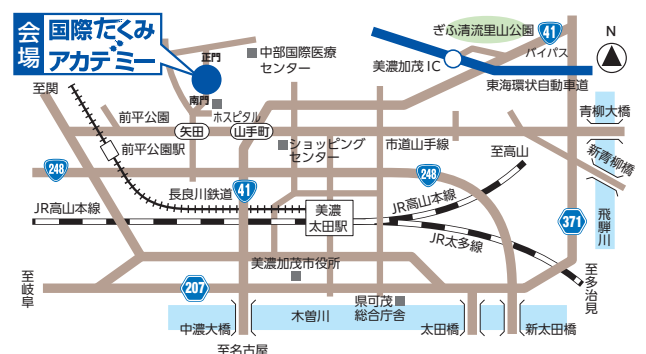 会場
国際たくみ
アカデミー
正門
南門
ホスピタル
中部国際医療
センター
ぎふ清流里山公園
41
バイパス
N
美濃加茂IC
東海環状自動車道
至関
前平公園
矢田
山手町
ショッピング
センター
市道山手線
青柳大橋
新青柳橋
前平公園駅
248
長良川鉄道
41
至高山
248
JR高山本線
美濃
太田駅
JR高山本線
JR太多線
371
飛騨川
至岐阜
207
美濃加茂市役所
至多治見
中濃大橋
木曽川
県可茂
総合庁舎
太田橋
新太田橋
至名古屋